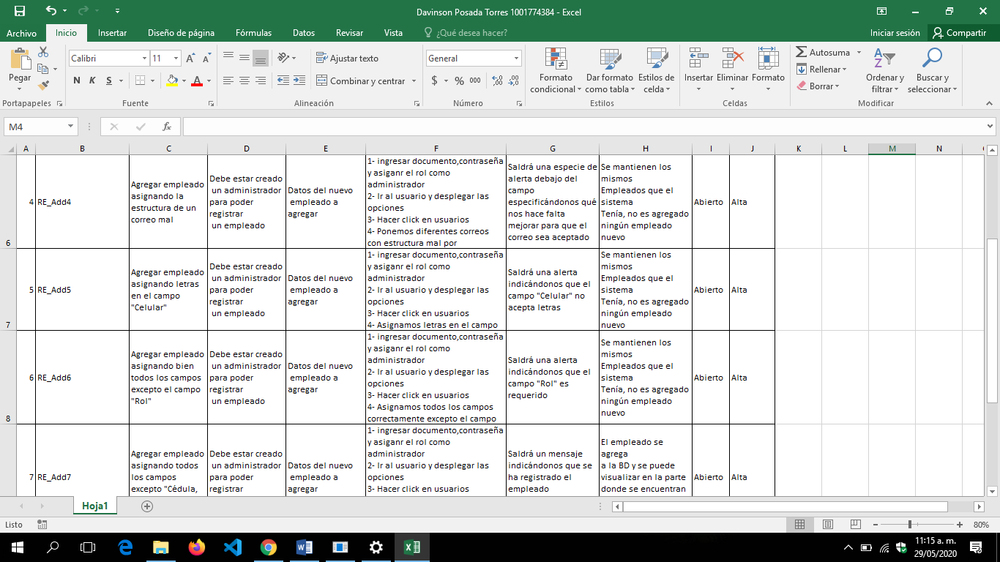 Davinson Posada Torres 1001774384 - Excel
Archivo Inicio Insertar Diseño de página Fórmulas Datos Revisar Vista ¿Qué desea hacer? Iniciar sesión Compartir
Pegar
Calibri 11
N K S
Ajustar texto
Combinar y centrar
General
$ % 000
Formato condicional
Dar formato como tabla
Estilos de celda
Insertar Eliminar Formato
Autosuma
Rellenar
Borrar
Ordenar y filtrar
Buscar y seleccionar
Portapapeles Fuente Alineación Número Estilos Celdas Modificar
M4 fx
A B C D E F G H I J K L M N
6
4
RE_Add4
Agregar empleado
asignando la
estructura de un
correo mal
Debe estar creado
un administrador
para poder
registrar
un empleado
Datos del nuevo
empleado a
agregar
1- ingresar documento,contraseña
y asiganr el rol como
administrador
2- Ir al usuario y desplegar las
opciones
3- Hacer click en usuarios
4- Ponemos diferentes correos
con estructura mal por
Saldrá una especie de
alerta debajo del
campo
especificándonos qué
nos hace falta
mejorar para que el
correo sea aceptado
Se mantienen los
mismos
Empleados que el
sistema
Tenía, no es agregado
ningún empleado
nuevo
Abierto
Alta
7
5
RE_Add5
Agregar empleado
asignando letras
en el campo
"Celular"
Debe estar creado
un administrador
para poder
registrar
un empleado
Datos del nuevo
empleado a
agregar
1- ingresar documento,contraseña
y asiganr el rol como
administrador
2- Ir al usuario y desplegar las
opciones
3- Hacer click en usuarios
4- Asignamos letras en el campo
Saldrá una alerta
indicándonos que el
campo "Celular" no
acepta letras
Se mantienen los
mismos
Empleados que el
sistema
Tenía, no es agregado
ningún empleado
nuevo
Abierto
Alta
8
6
RE_Add6
Agregar empleado
asignando bien
todos los campos
excepto el campo
"Rol"
Debe estar creado
un administrador
para poder
registrar
un empleado
Datos del nuevo
empleado a
agregar
1- ingresar documento,contraseña
y asiganr el rol como
administrador
2- Ir al usuario y desplegar las
opciones
3- Hacer click en usuarios
4- Asignamos todos los campos
correctamente excepto el campo
Saldrá una alerta
indicándonos que el
campo "Rol" es
requerido
Se mantienen los
mismos
Empleados que el
sistema
Tenía, no es agregado
ningún empleado
nuevo
Abierto
Alta
7
RE_Add7
Agregar empleado
asignando todos
los campos
excepto "Cédula,
Debe estar creado
un administrador
para poder
registrar
Datos del nuevo
empleado a
agregar
1- ingresar documento,contraseña
y asiganr el rol como
administrador
2- Ir al usuario y desplegar las
opciones
3- Hacer click en usuarios
Saldrá un mensaje
indicándonos que se
ha registrado el
empleado
El empleado se
agrega
a la BD y se puede
visualizar en la parte
donde se encuentran
Abierto
Alta
Hoja1
Listo
80%
11:15 a. m.
29/05/2020